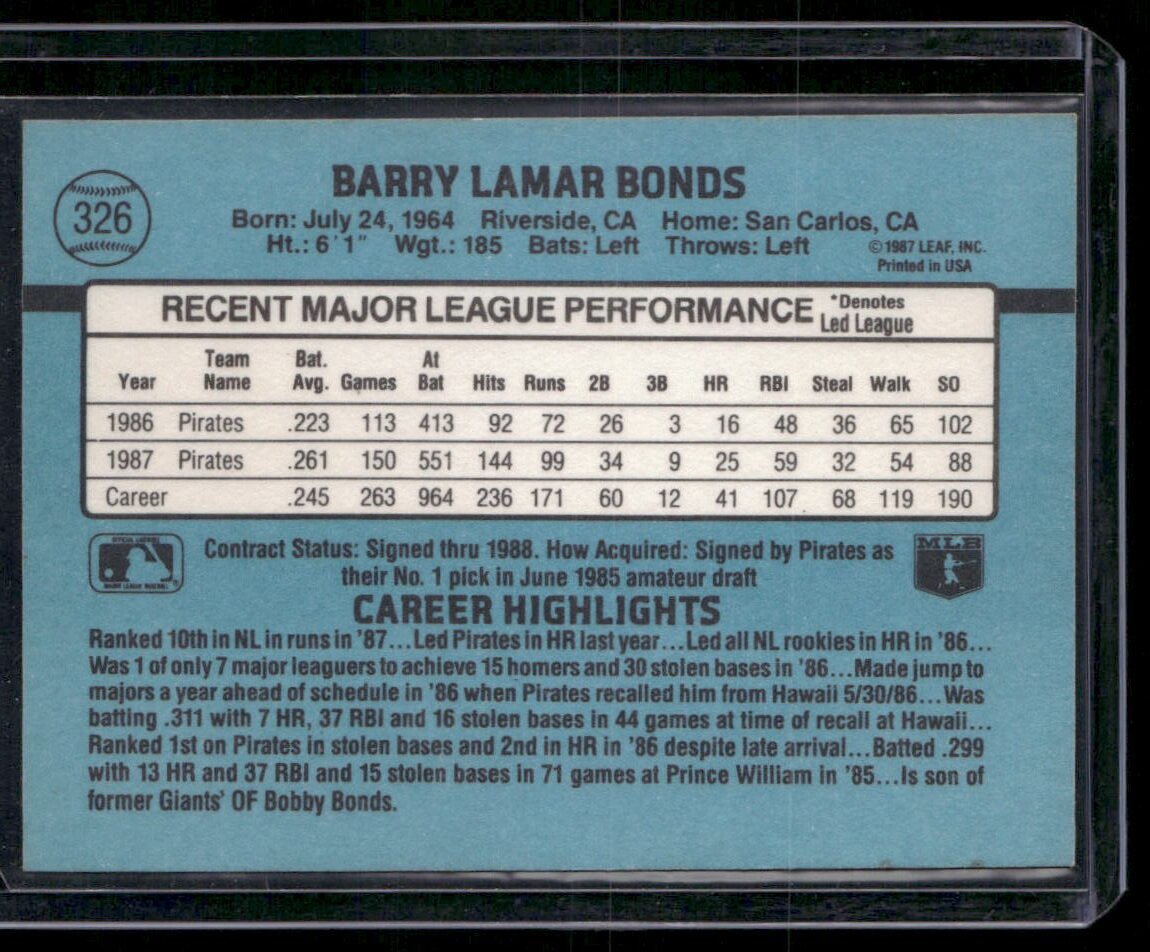 326
BARRY LAMAR BONDS
Born: July 24, 1964 Riverside, CA Home: San Carlos, CA
Ht.: 6'1" Wgt.: 185 Bats: Left Throws: Left
©1987 LEAF, INC.
Printed in USA
RECENT MAJOR LEAGUE PERFORMANCE *Denotes Led League
Year Team Name Bat. Avg. Games At Bat Hits Runs 2B 3B HR RBI Steal Walk SO
1986 Pirates .223 113 413 92 72 26 3 16 48 36 65 102
1987 Pirates .261 150 551 144 99 34 9 25 59 32 54 88
Career .245 263 964 236 171 60 12 41 107 68 119 190
Contract Status: Signed thru 1988. How Acquired: Signed by Pirates as
their No. 1 pick in June 1985 amateur draft
MLB
CAREER HIGHLIGHTS
Ranked 10th in NL in runs in '87...Led Pirates in HR last year...Led all NL rookies in HR in '86...
Was 1 of only 7 major leaguers to achieve 15 homers and 30 stolen bases in '86...Made jump to
majors a year ahead of schedule in '86 when Pirates recalled him from Hawaii 5/30/86...Was
batting .311 with 7 HR, 37 RBI and 16 stolen bases in 44 games at time of recall at Hawaii...
Ranked 1st on Pirates in stolen bases and 2nd in HR in '86 despite late arrival...Batted .299
with 13 HR and 37 RBI and 15 stolen bases in 71 games at Prince William in '85...Is son of
former Giants' OF Bobby Bonds.